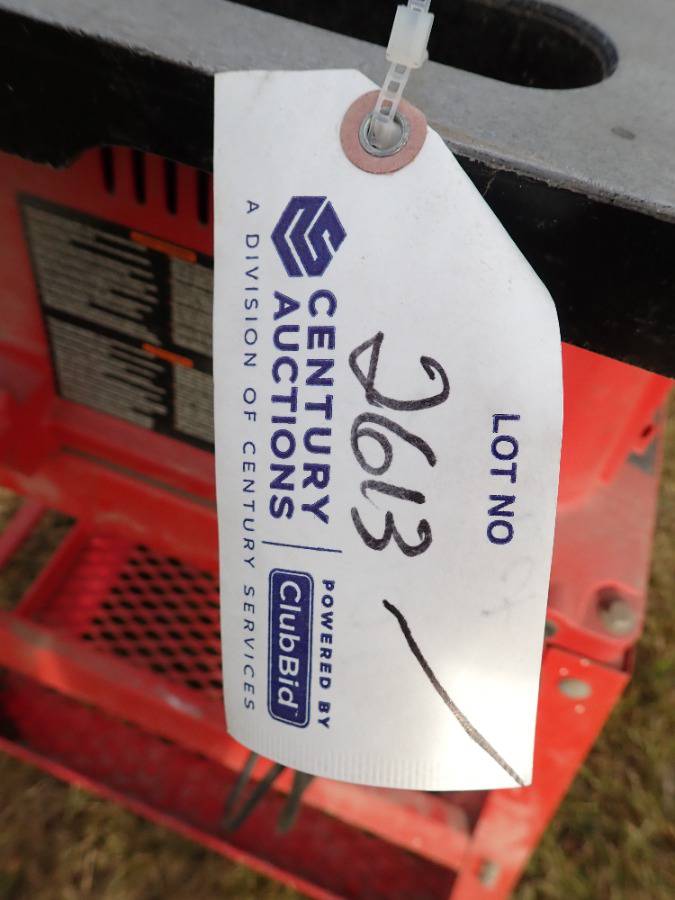 LOT NO
2613
CENTURY
AUCTIONS
A DIVISION OF CENTURY SERVICES
POWERED BY
ClubBid